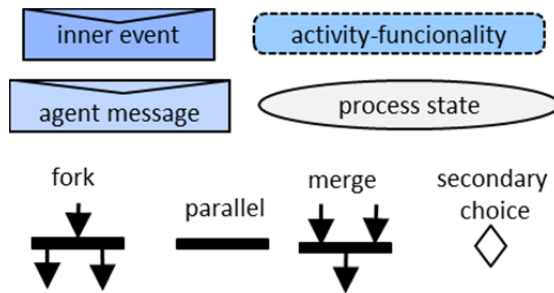 inner event
activity-funcionality
agent message
process state
fork
parallel
merge
secondary
choice